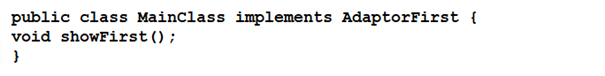 public class MainClass implements AdaptorFirst {
void showFirst();
}